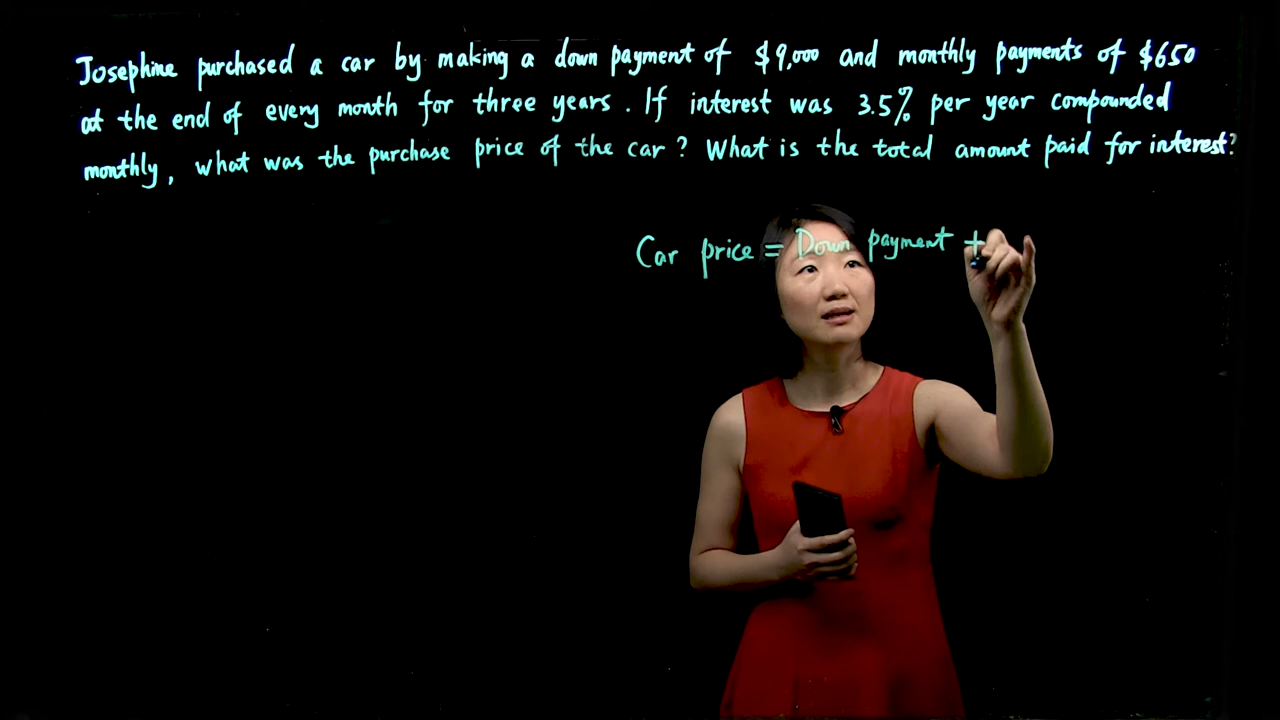 Josephine purchased a car by making a down payment of $9,000 and monthly payments of $650
at the end of every month for three years. If interest was 3.5% per year compounded
monthly, what was the purchase price of the car? What is the total amount paid for interest?
Car price = Down payment +